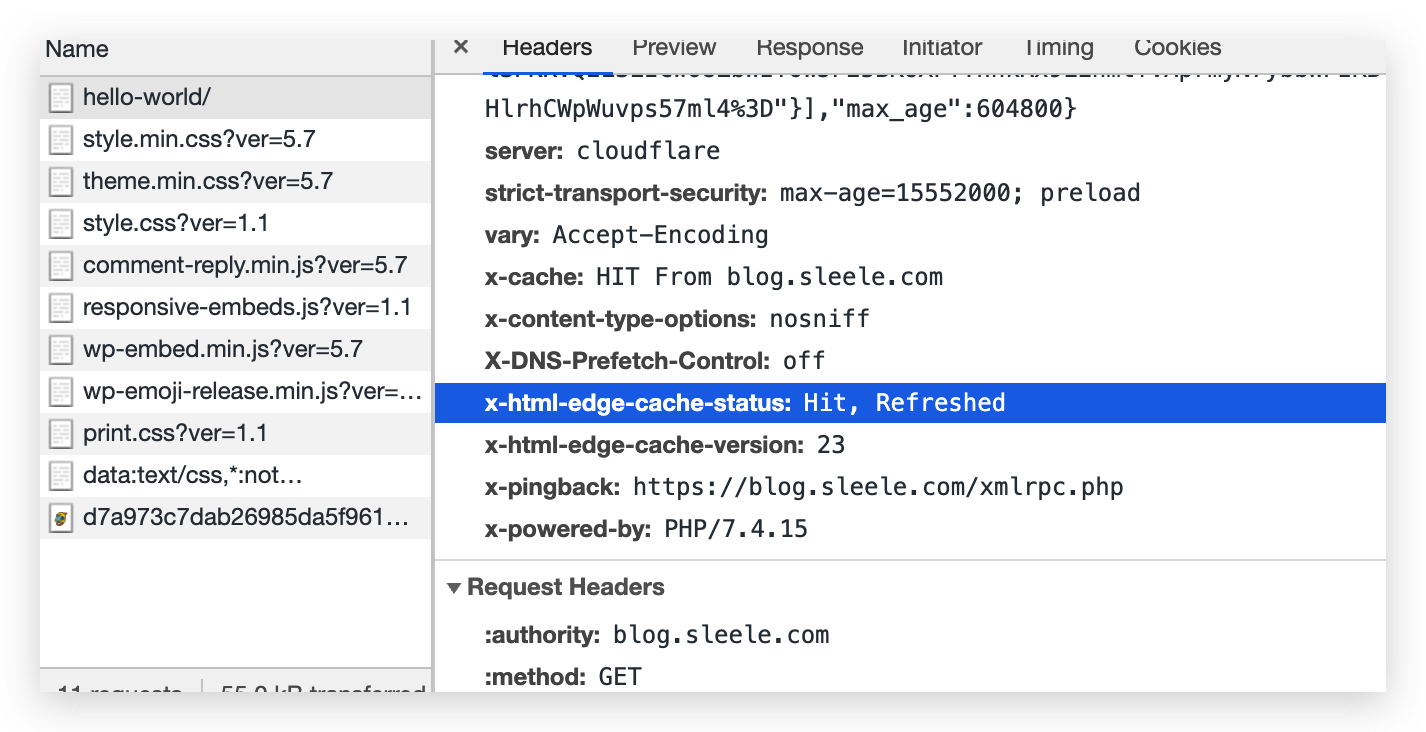 Name
hello-world/
style.min.css?ver=5.7
theme.min.css?ver=5.7
style.css?ver=1.1
comment-reply.min.js?ver=5.7
responsive-embeds.js?ver=1.1
wp-embed.min.js?ver=5.7
wp-emoji-release.min.js?ver=...
print.css?ver=1.1
data:text/css,*:not...
d7a973c7dab26985da5f961...
11 requests 55.9 kB transferred
× Headers Preview Response Initiator Timing Cookies
HlrhCWpWuvps57ml4%3D"}],"max_age":604800}
server: cloudflare
strict-transport-security: max-age=15552000; preload
vary: Accept-Encoding
x-cache: HIT From blog.sleele.com
x-content-type-options: nosniff
X-DNS-Prefetch-Control: off
x-html-edge-cache-status: Hit, Refreshed
x-html-edge-cache-version: 23
x-pingback: https://blog.sleele.com/xmlrpc.php
x-powered-by: PHP/7.4.15
▼ Request Headers
:authority: blog.sleele.com
:method: GET